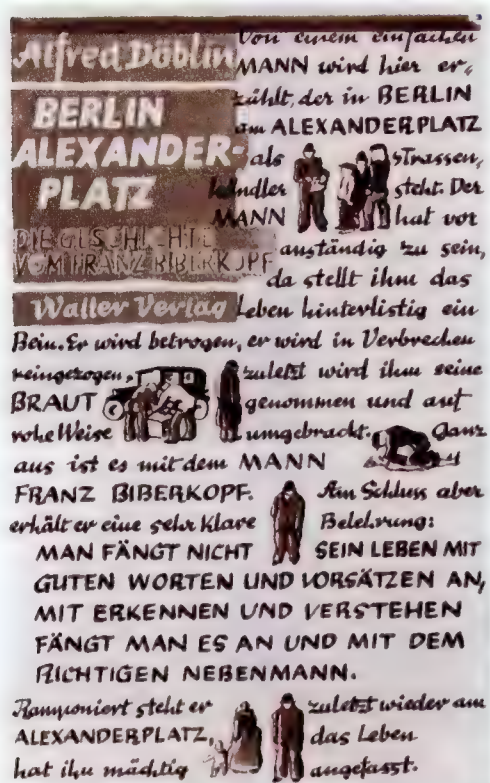 Alfred Döblin
BERLIN
ALEXANDER-
PLATZ
DIE GESCHICHTE
VOM FRANZ BIBERKOPF
Walter Verlag
Von einem einfachen
MANN wird hier er-
zählt, der in BERLIN
am ALEXANDERPLATZ
als Strassen,
händler steht. Der
MANN hat vor
anständig zu sein,
da stellt ihm das
Leben hinterlistig ein
Bein. Er wird betrogen, er wird in Verbrechen
reingezogen, zuletzt wird ihm seine
BRAUT genommen und auf
rohe Weise umgebracht. Ganz
aus ist es mit dem MANN
FRANZ BIBERKOPF. Am Schluss aber
erhält er eine sehr klare Belehrung:
MAN FÄNGT NICHT SEIN LEBEN MIT
GUTEN WORTEN UND VORSÄTZEN AN,
MIT ERKENNEN UND VERSTEHEN
FÄNGT MAN ES AN UND MIT DEM
RICHTIGEN NEBENMANN.
Ramponiert steht er zuletzt wieder am
ALEXANDERPLATZ, das Leben
hat ihn mächtig angefasst.